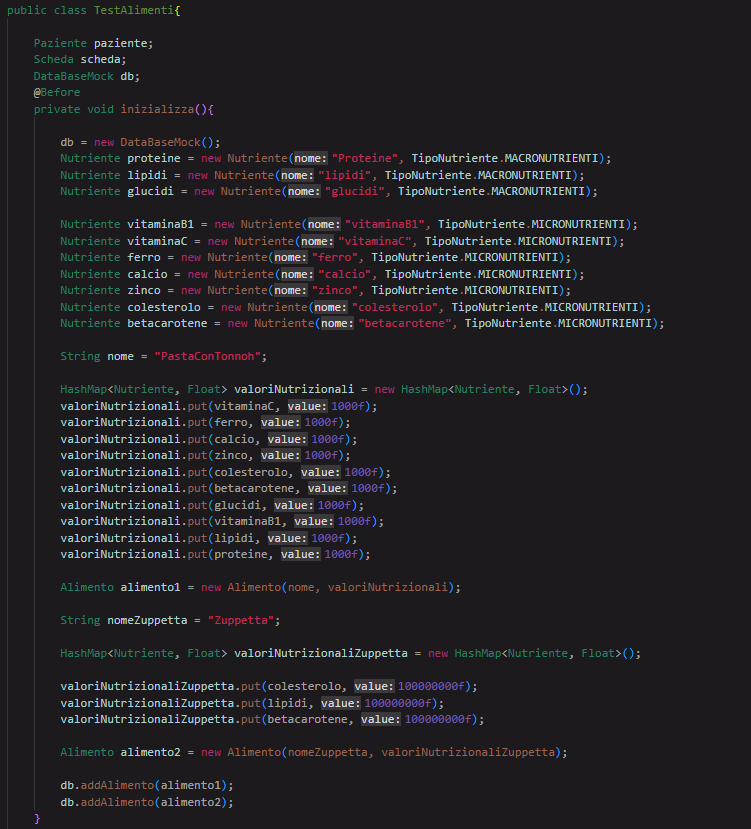 public class TestAlimenti{
Paziente paziente;
Scheda scheda;
DataBaseMock db;
@Before
private void inizializza(){
db = new DataBaseMock();
Nutriente proteine = new Nutriente(nome: "Proteine", TipoNutriente.MACRONUTRIENTI);
Nutriente lipidi = new Nutriente(nome: "lipidi", TipoNutriente.MACRONUTRIENTI);
Nutriente glucidi = new Nutriente(nome: "glucidi", TipoNutriente.MACRONUTRIENTI);
Nutriente vitaminaB1 = new Nutriente(nome: "vitaminaB1", TipoNutriente.MICRONUTRIENTI);
Nutriente vitaminaC = new Nutriente(nome: "vitaminaC", TipoNutriente.MICRONUTRIENTI);
Nutriente ferro = new Nutriente(nome: "ferro", TipoNutriente.MICRONUTRIENTI);
Nutriente calcio = new Nutriente(nome: "calcio", TipoNutriente.MICRONUTRIENTI);
Nutriente zinco = new Nutriente(nome: "zinco", TipoNutriente.MICRONUTRIENTI);
Nutriente colesterolo = new Nutriente(nome: "colesterolo", TipoNutriente.MICRONUTRIENTI);
Nutriente betacarotene = new Nutriente(nome: "betacarotene", TipoNutriente.MICRONUTRIENTI);
String nome = "PastaConTonnoh";
HashMap<Nutriente, Float> valoriNutrizionali = new HashMap<Nutriente, Float>();
valoriNutrizionali.put(vitaminaC, value: 1000f);
valoriNutrizionali.put(ferro, value: 1000f);
valoriNutrizionali.put(calcio, value: 1000f);
valoriNutrizionali.put(zinco, value: 1000f);
valoriNutrizionali.put(colesterolo, value: 1000f);
valoriNutrizionali.put(betacarotene, value: 1000f);
valoriNutrizionali.put(glucidi, value: 1000f);
valoriNutrizionali.put(vitaminaB1, value: 1000f);
valoriNutrizionali.put(lipidi, value: 1000f);
valoriNutrizionali.put(proteine, value: 1000f);
Alimento alimento1 = new Alimento(nome, valoriNutrizionali);
String nomeZuppetta = "Zuppetta";
HashMap<Nutriente, Float> valoriNutrizionaliZuppetta = new HashMap<Nutriente, Float>();
valoriNutrizionaliZuppetta.put(colesterolo, value: 100000000f);
valoriNutrizionaliZuppetta.put(lipidi, value: 100000000f);
valoriNutrizionaliZuppetta.put(betacarotene, value: 100000000f);
Alimento alimento2 = new Alimento(nomeZuppetta, valoriNutrizionaliZuppetta);
db.addAlimento(alimento1);
db.addAlimento(alimento2);
}